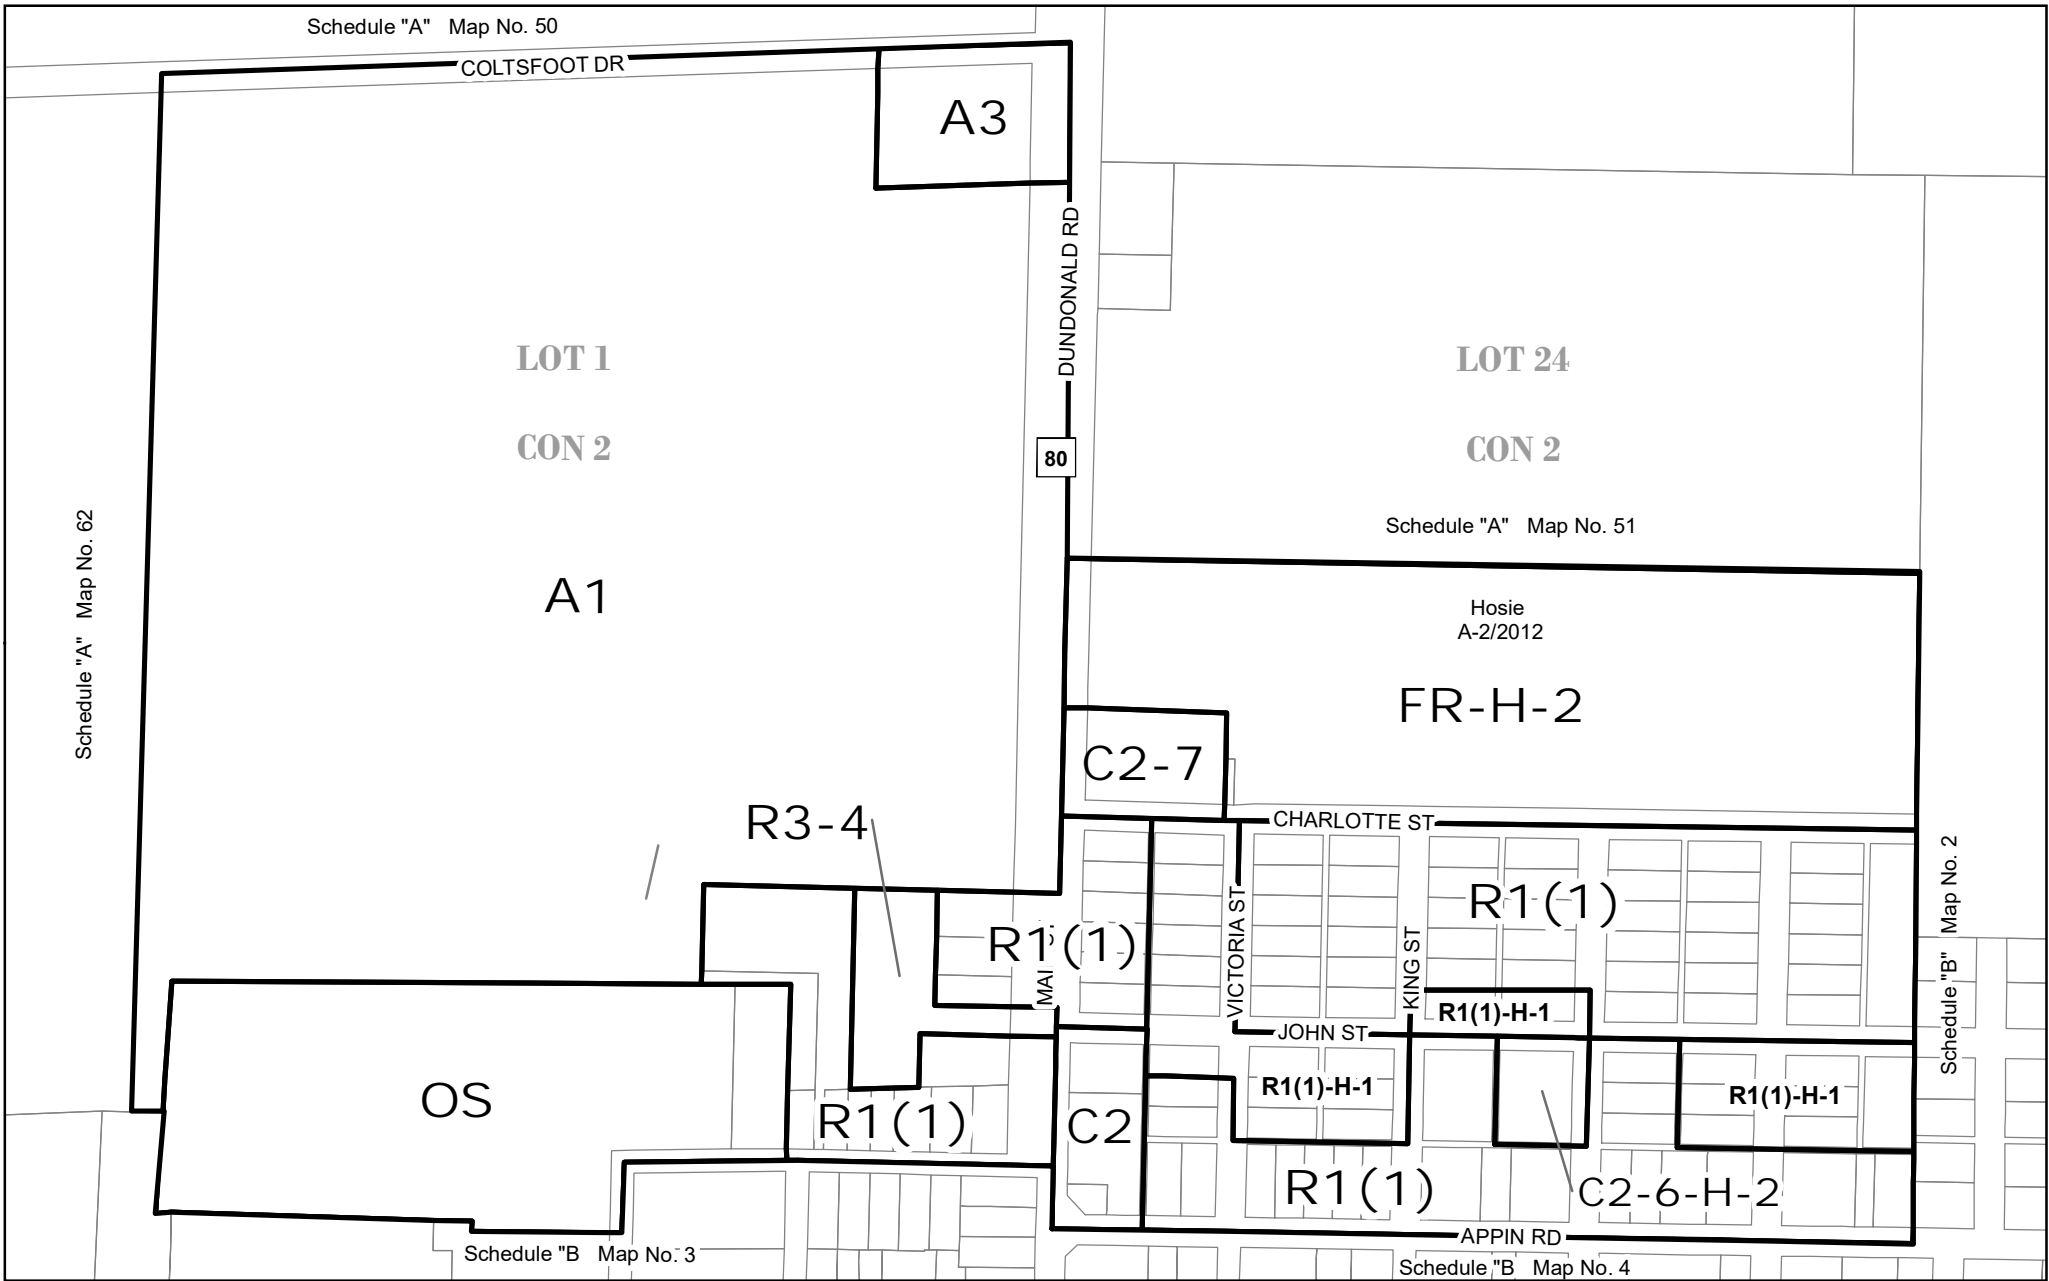 Schedule "A" Map No. 50
COLTSFOOT DR
A3
DUNDONALD RD
LOT 1
LOT 24
CON 2
CON 2
80
Schedule "A" Map No. 51
Schedule "A" Map No. 62
A1
Hosie
A-2/2012
FR-H-2
C2-7
R3-4
CHARLOTTE ST
Schedule "B" Map No. 2
R1(1)
R1(1)
VICTORIA ST
KING ST
R1(1)-H-1
JOHN ST
OS
R1(1)
C2
R1(1)-H-1
R1(1)-H-1
R1(1)
C2-6-H-2
APPIN RD
Schedule "B Map No. 3
Schedule "B Map No. 4